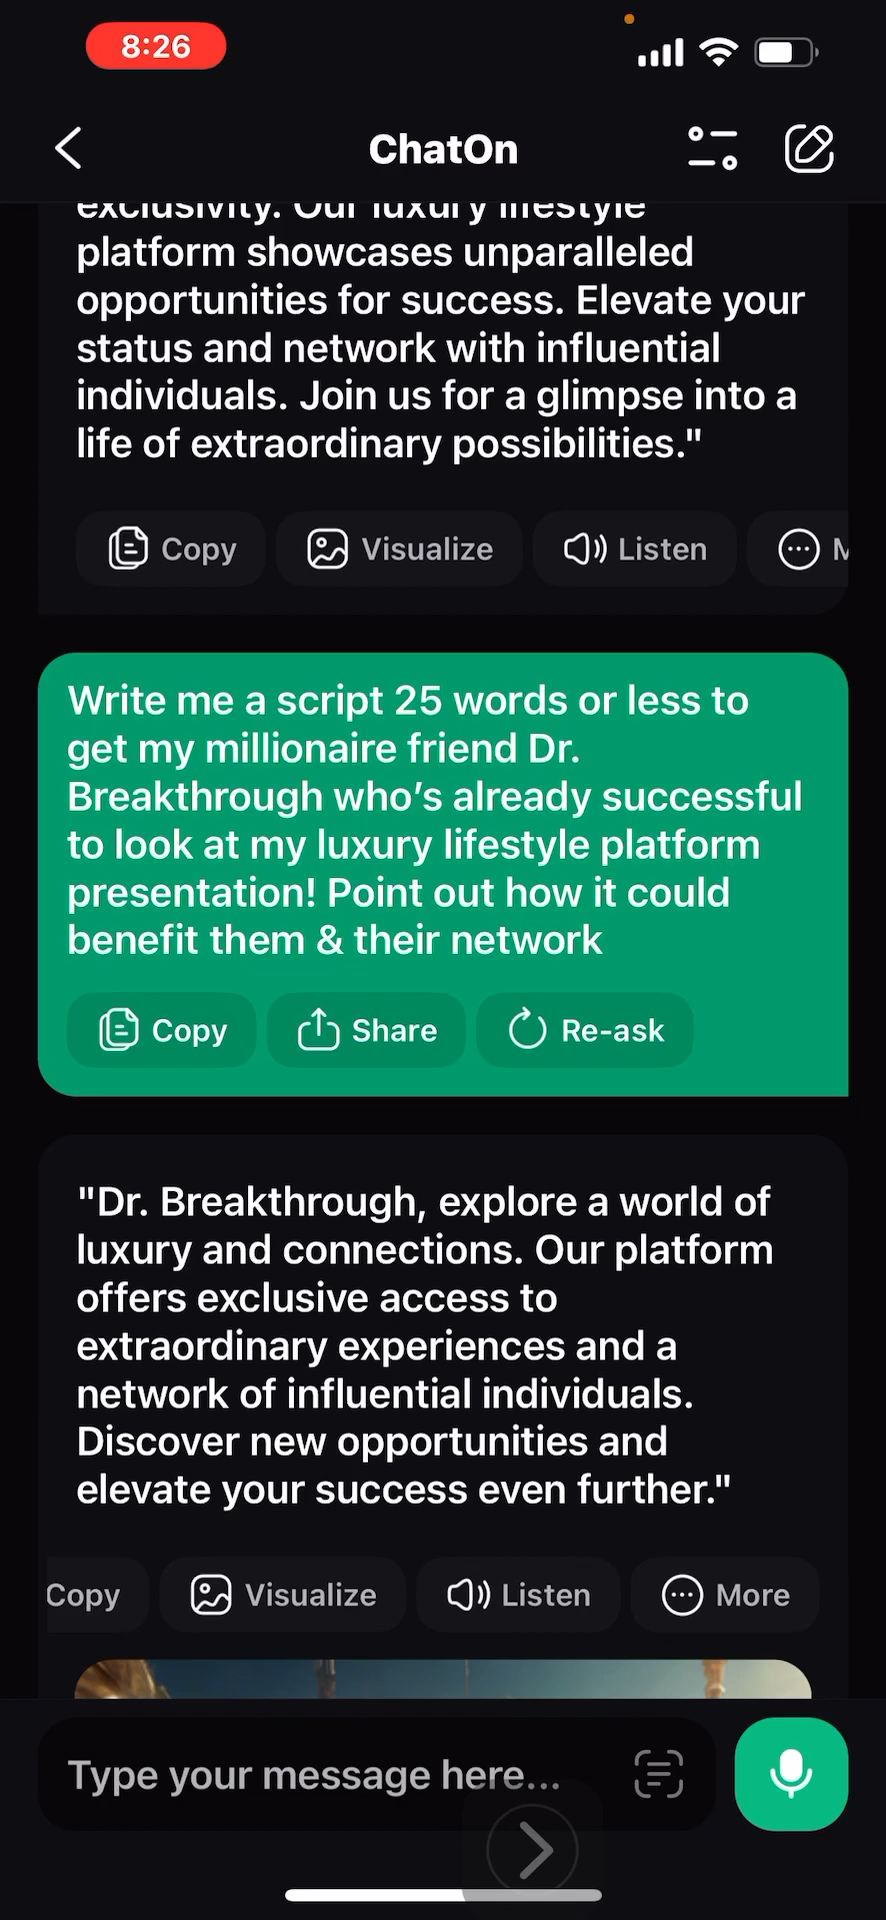 8:26
ChatOn
exclusivity. Our luxury lifestyle
platform showcases unparalleled
opportunities for success. Elevate your
status and network with influential
individuals. Join us for a glimpse into a
life of extraordinary possibilities."
Copy Visualize Listen M
Write me a script 25 words or less to
get my millionaire friend Dr.
Breakthrough who’s already successful
to look at my luxury lifestyle platform
presentation! Point out how it could
benefit them & their network
Copy Share Re-ask
"Dr. Breakthrough, explore a world of
luxury and connections. Our platform
offers exclusive access to
extraordinary experiences and a
network of influential individuals.
Discover new opportunities and
elevate your success even further."
Copy Visualize Listen More
Type your message here...